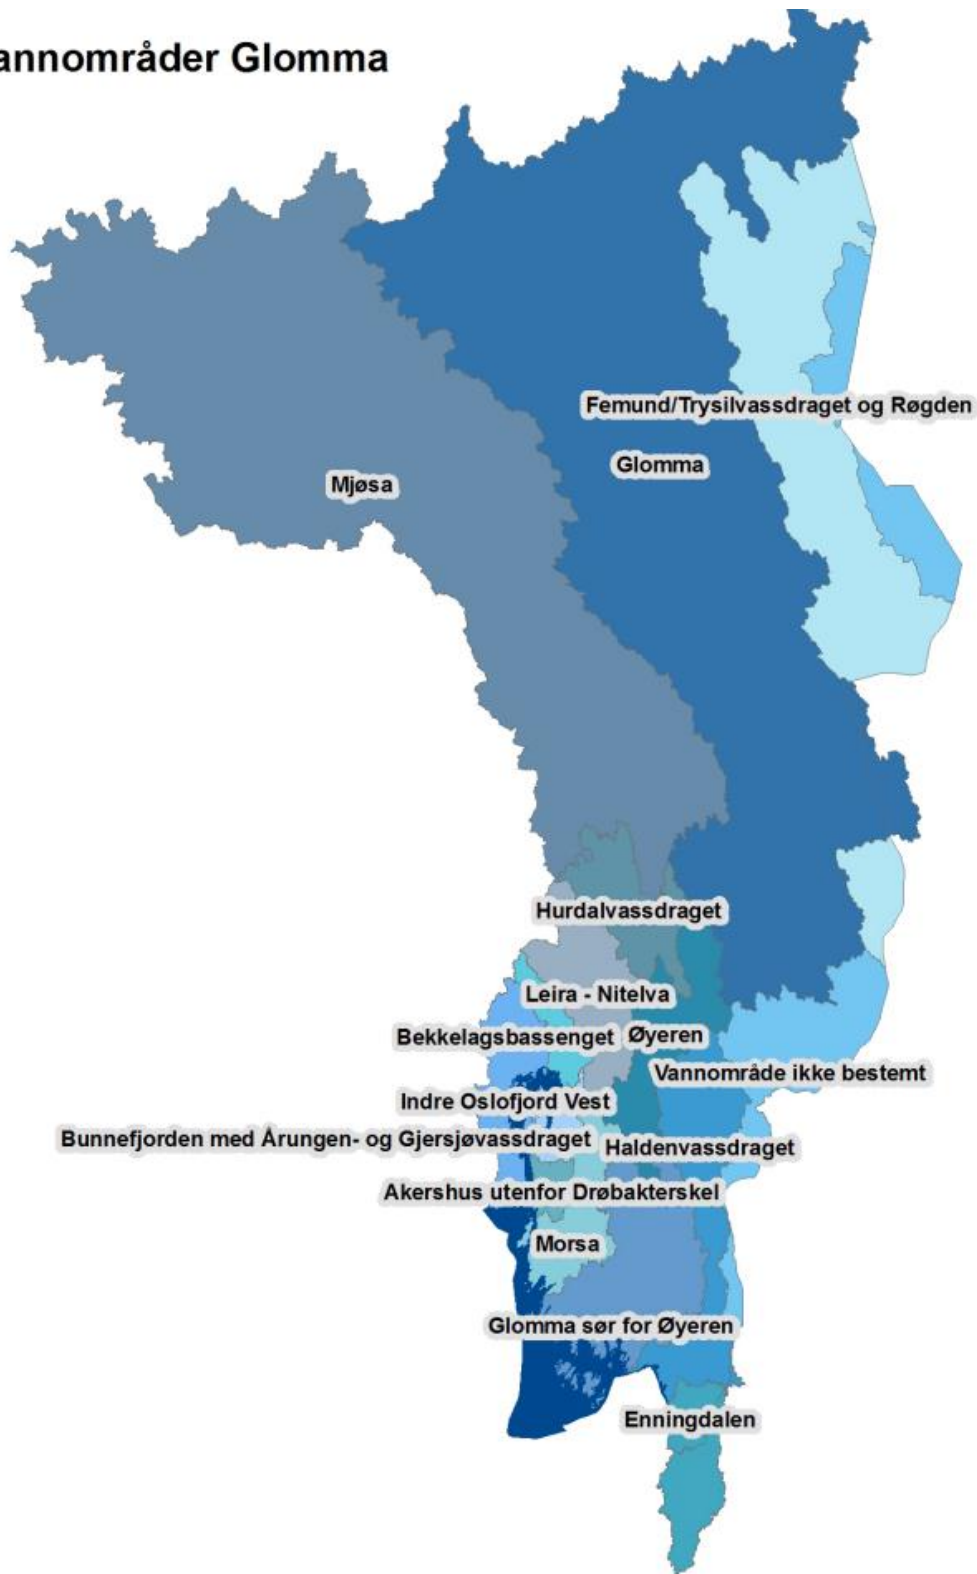 annområder Glomma
Femund/Trysilvassdraget og Røgden
Glomma
Mjøsa
Hurdalvassdraget
Leira - Nitelva
Bekkelagsbassenget
Øyeren
Vannområde ikke bestemt
Indre Oslofjord Vest
Bunnefjorden med Årungen- og Gjersjøvassdraget
Haldenvassdraget
Akershus utenfor Drøbakterskel
Morsa
Glomma sør for Øyeren
Enningdalen